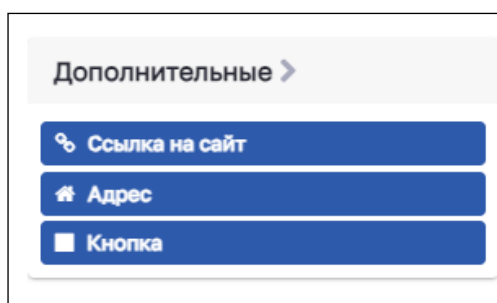 Дополнительные
Ссылка на сайт
Адрес
Кнопка